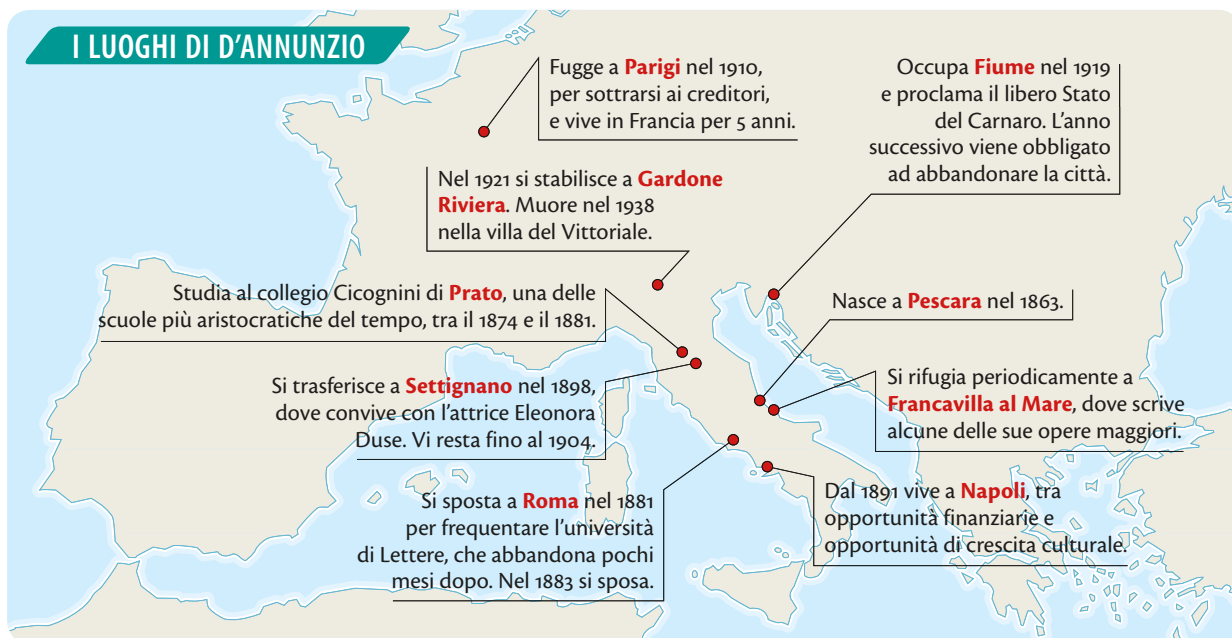 I LUOGHI DI D'ANNUNZIO
Fugge a Parigi nel 1910,
per sottrarsi ai creditori,
e vive in Francia per 5 anni.
Occupa Fiume nel 1919
e proclama il libero Stato
del Carnaro. L'anno
successivo viene obbligato
ad abbandonare la città.
Nel 1921 si stabilisce a Gardone
Riviera. Muore nel 1938
nella villa del Vittoriale.
Studia al collegio Cicognini di Prato, una delle
scuole più aristocratiche del tempo, tra il 1874 e il 1881.
Nasce a Pescara nel 1863.
Si trasferisce a Settignano nel 1898,
dove convive con l'attrice Eleonora
Duse. Vi resta fino al 1904.
Si rifugia periodicamente a
Francavilla al Mare, dove scrive
alcune delle sue opere maggiori.
Si sposta a Roma nel 1881
per frequentare l'università
di Lettere, che abbandona pochi
mesi dopo. Nel 1883 si sposa.
Dal 1891 vive a Napoli, tra
opportunità finanziarie e
opportunità di crescita culturale.